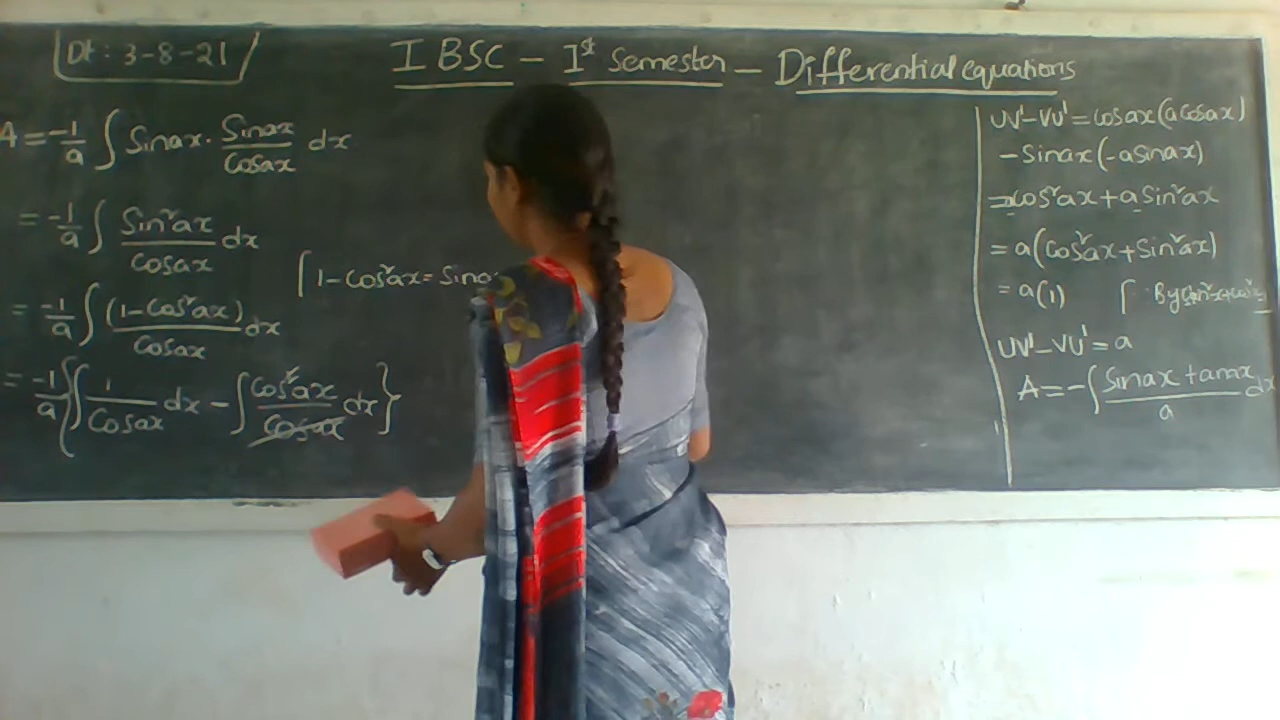 Dt: 3-8-21
I BSC - Ist Semester - Differential equations
A = -1/a ∫ Sinax · Sinax/Cosax dx
= -1/a ∫ Sin²ax/Cosax dx
[1-Cos²ax = Sin
= -1/a ∫ (1-Cos²ax)/Cosax dx
= -1/a {∫ 1/Cosax dx - ∫ Cos²ax/Cosax dx}
UV' - VU' = Cosax(a Cosax)
- Sinax(-a Sinax)
= Cos²ax + a Sin²ax
= a(Cos²ax + Sin²ax)
= a(1) [By
UV' - VU' = a
A = -∫ Sinax tanax/a dx